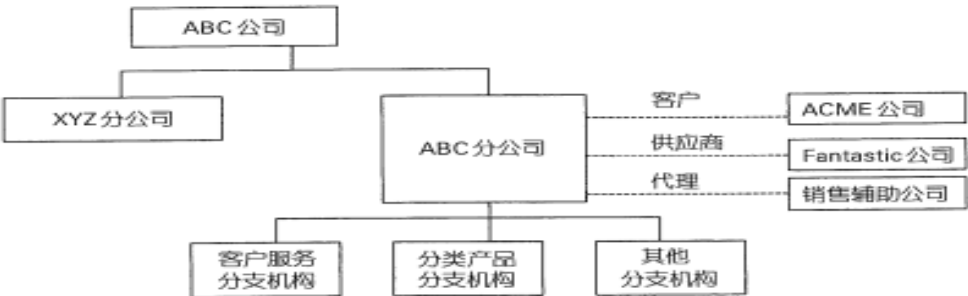 ABC 公司
XYZ 分公司
ABC 分公司
客户
ACME 公司
供应商
Fantastic 公司
代理
销售辅助公司
客户服务
分支机构
分类产品
分支机构
其他
分支机构